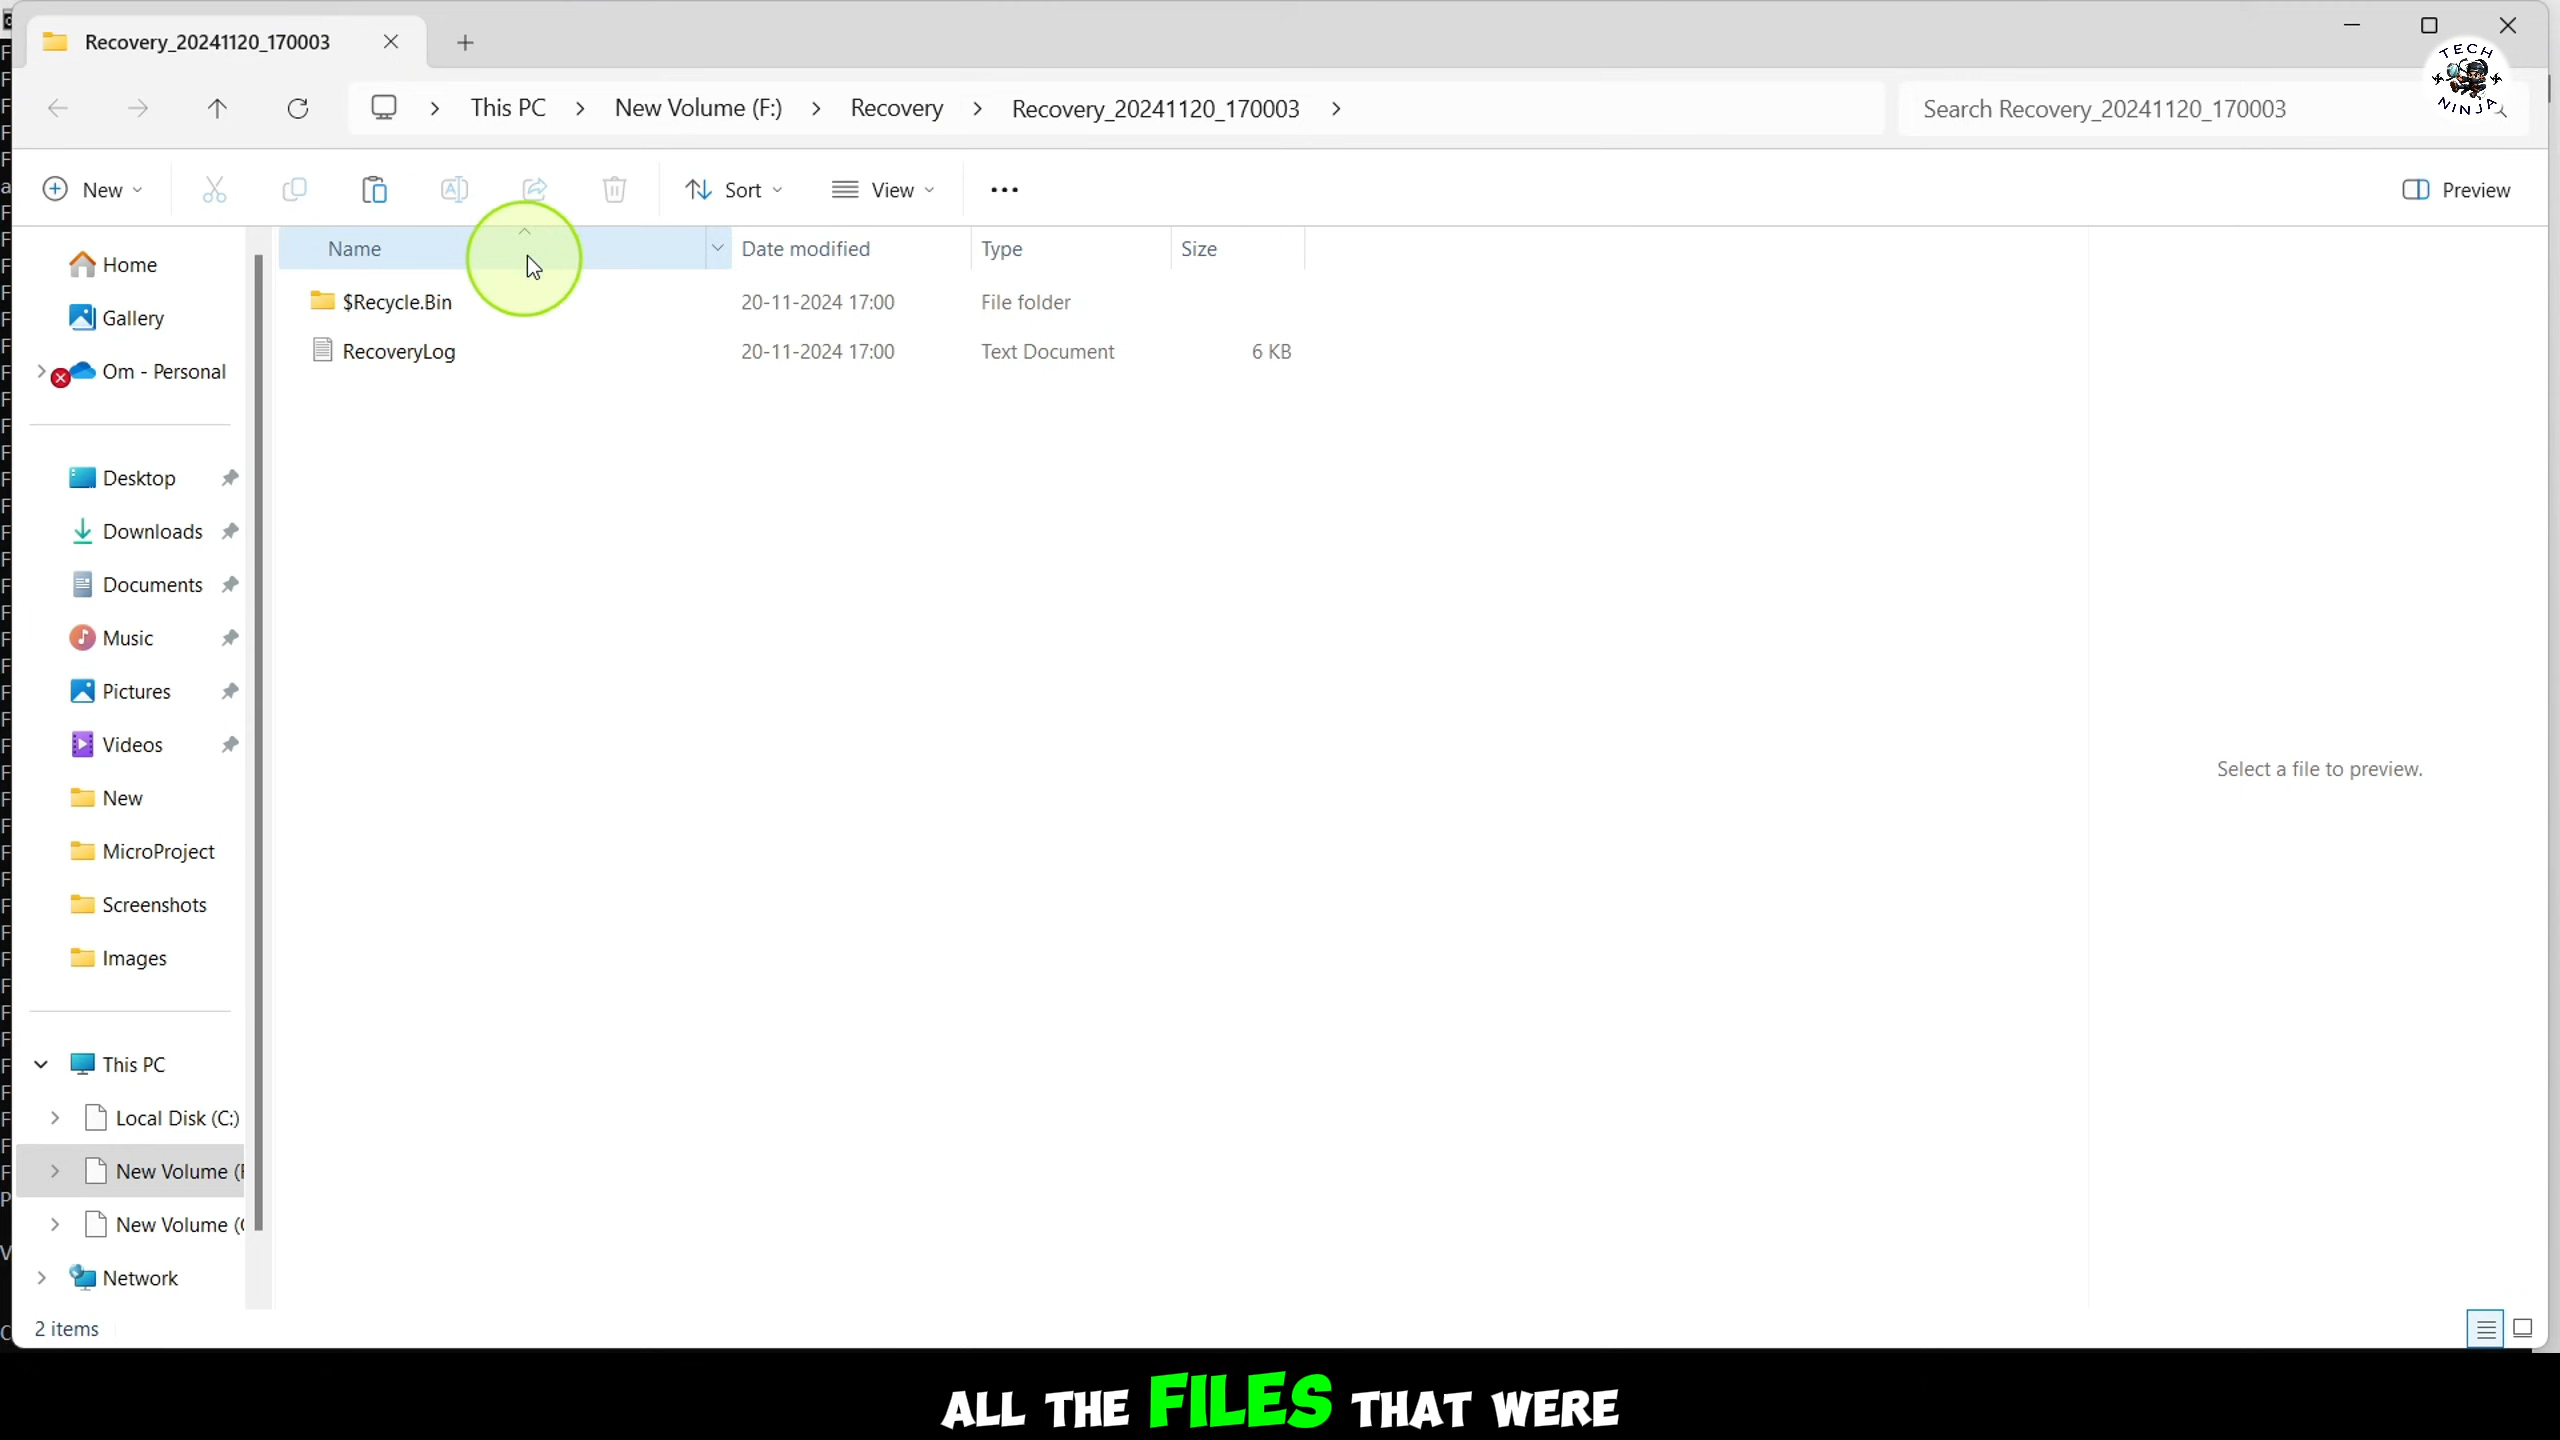 Recovery_20241120_170003
TECH
NINJA
This PC
New Volume (F:)
Recovery
Recovery_20241120_170003
Search Recovery_20241120_170003
New
Sort
View
Preview
Name
Date modified
Type
Size
$Recycle.Bin
20-11-2024 17:00
File folder
RecoveryLog
20-11-2024 17:00
Text Document
6 KB
Home
Gallery
Om - Personal
Desktop
Downloads
Documents
Music
Pictures
Videos
New
MicroProject
Screenshots
Images
This PC
Local Disk (C:)
New Volume (F
New Volume (
Network
Select a file to preview.
2 items
ALL THE FILES THAT WERE